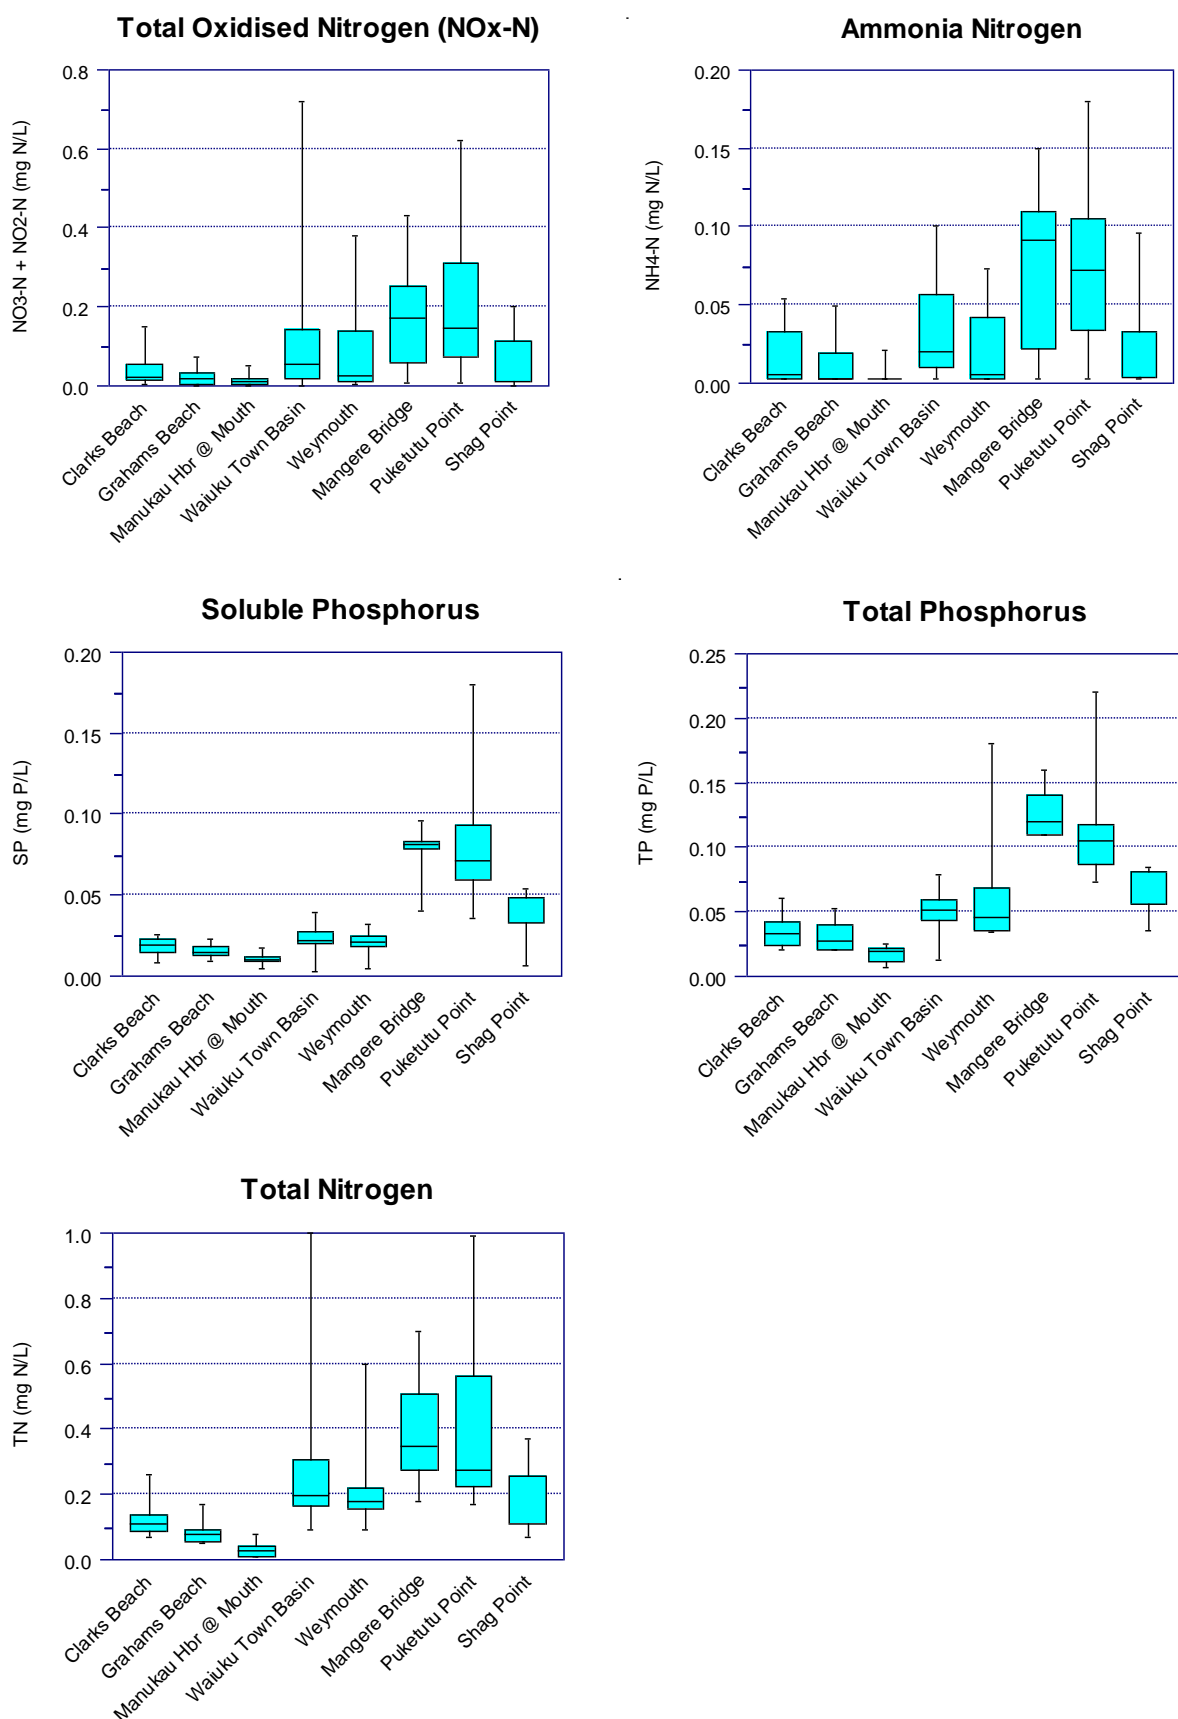 Total Oxidised Nitrogen (NOx-N)
NO3-N + NO2-N (mg N/L)
0.8
0.6
0.4
0.2
0.0
Clarks Beach
Grahams Beach
Manukau Hbr @ Mouth
Waiuku Town Basin
Weymouth
Mangere Bridge
Puketutu Point
Shag Point
Ammonia Nitrogen
NH4-N (mg N/L)
0.20
0.15
0.10
0.05
0.00
Clarks Beach
Grahams Beach
Manukau Hbr @ Mouth
Waiuku Town Basin
Weymouth
Mangere Bridge
Puketutu Point
Shag Point
Soluble Phosphorus
SP (mg P/L)
0.20
0.15
0.10
0.05
0.00
Clarks Beach
Grahams Beach
Manukau Hbr @ Mouth
Waiuku Town Basin
Weymouth
Mangere Bridge
Puketutu Point
Shag Point
Total Phosphorus
TP (mg P/L)
0.25
0.20
0.15
0.10
0.05
0.00
Clarks Beach
Grahams Beach
Manukau Hbr @ Mouth
Waiuku Town Basin
Weymouth
Mangere Bridge
Puketutu Point
Shag Point
Total Nitrogen
TN (mg N/L)
1.0
0.8
0.6
0.4
0.2
0.0
Clarks Beach
Grahams Beach
Manukau Hbr @ Mouth
Waiuku Town Basin
Weymouth
Mangere Bridge
Puketutu Point
Shag Point